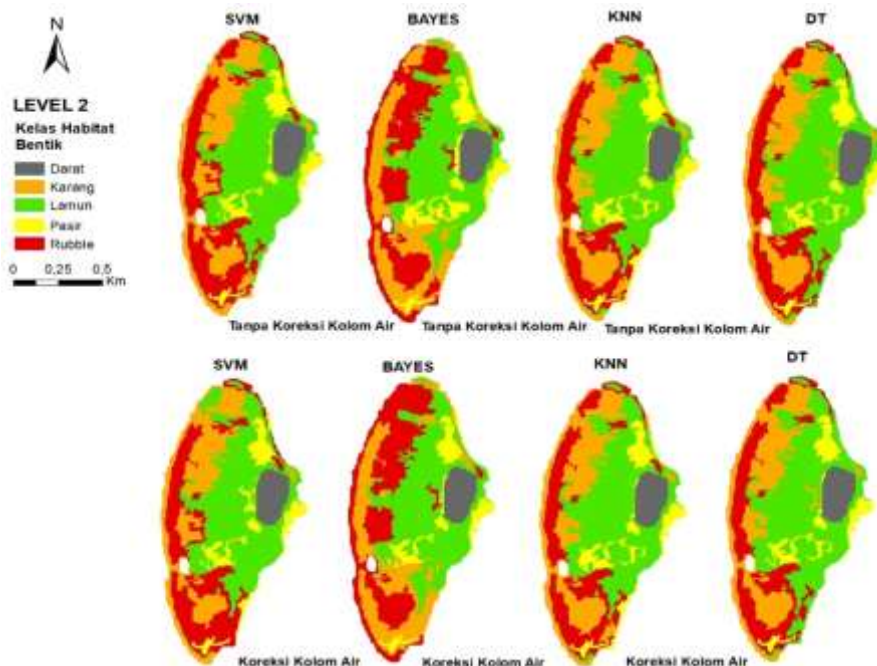 SVM BAYES KNN DT
N
LEVEL 2
Kelas Habitat
Bentik
Darat
Karang
Lamun
Pasir
Rubble
0 0,25 0,5
Km
Tanpa Koreksi Kolom Air Tanpa Koreksi Kolom Air Tanpa Koreksi Kolom Air
SVM BAYES KNN DT
Koreksi Kolom Air Koreksi Kolom Air Koreksi Kolom Air